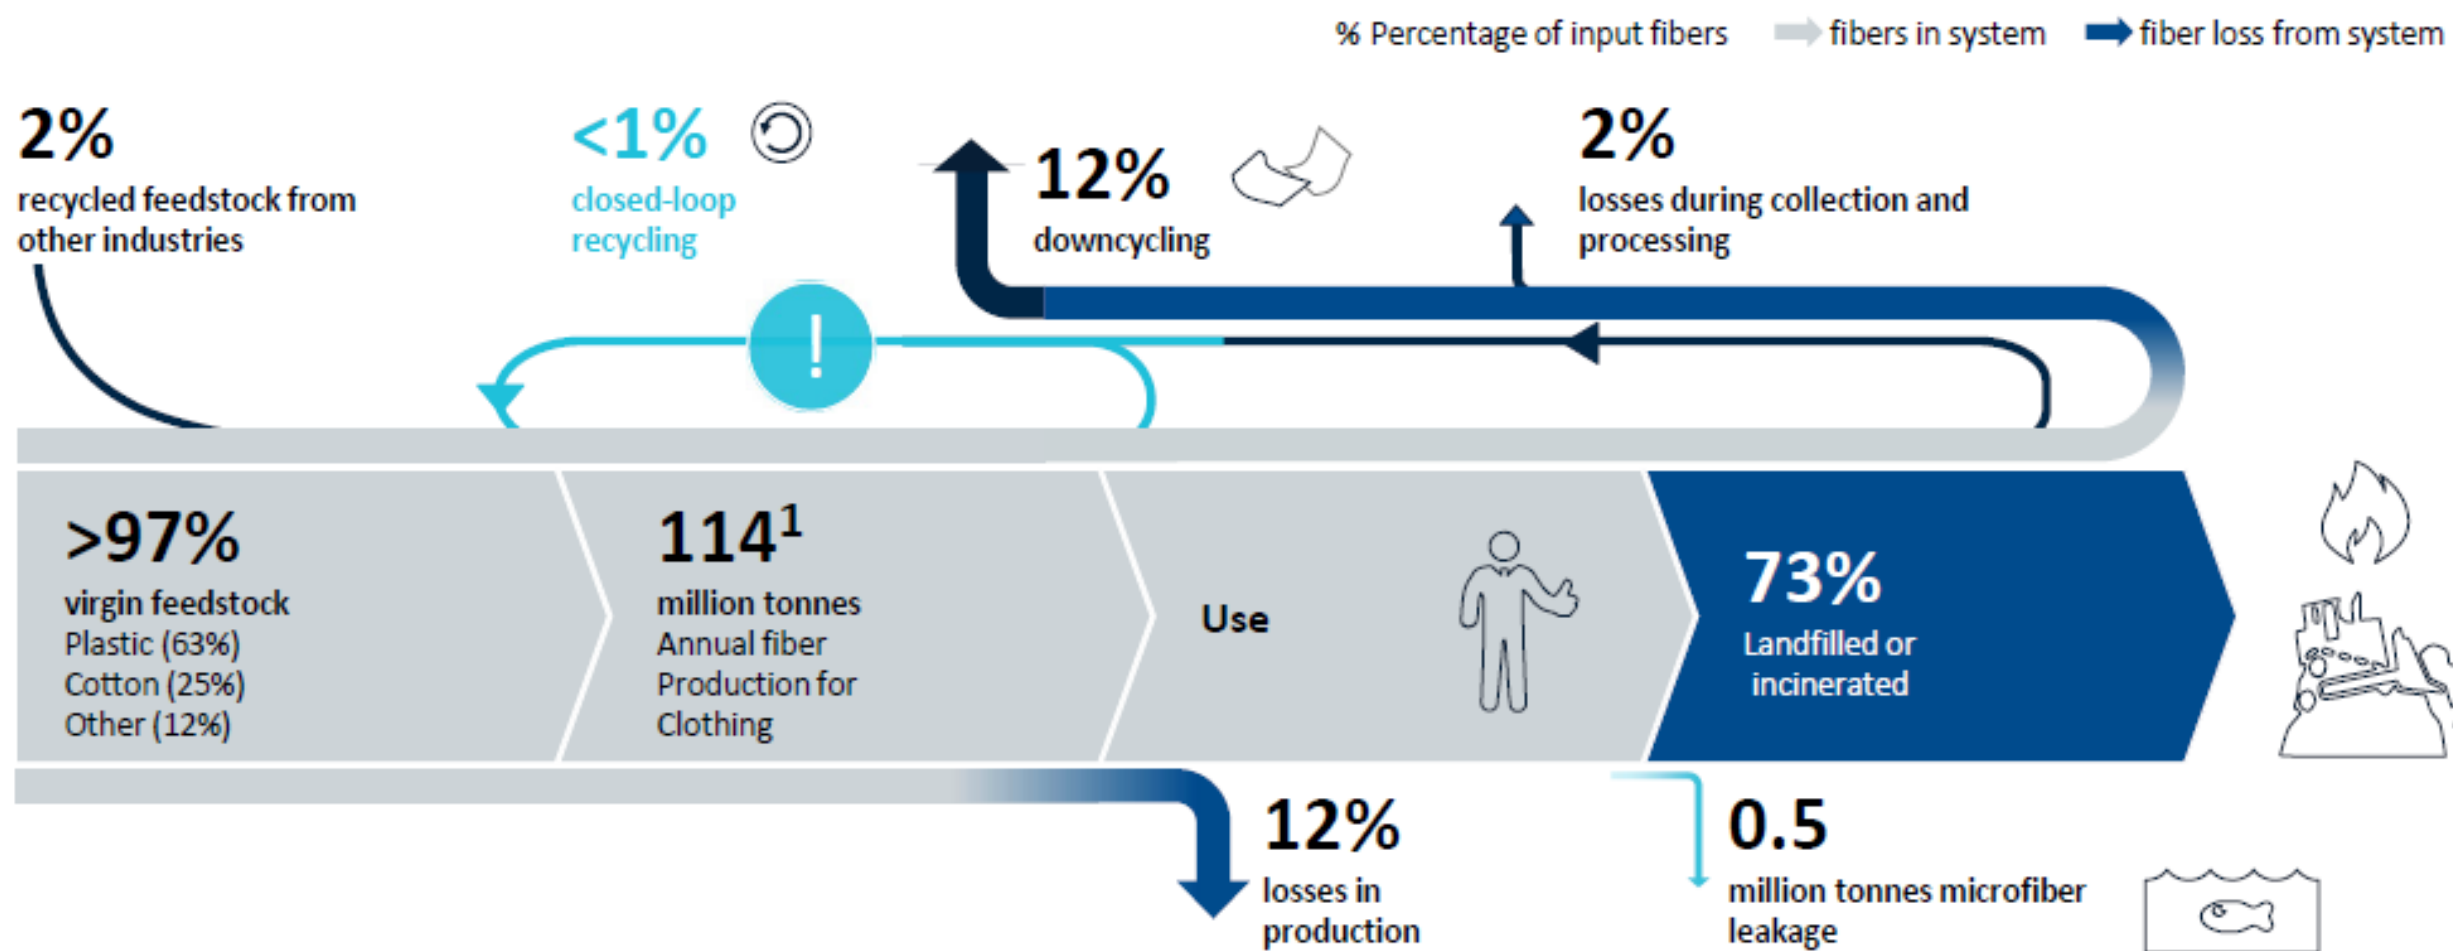 % Percentage of input fibers
fibers in system
fiber loss from system
2%
recycled feedstock from
other industries
<1%
closed-loop
recycling
12%
downcycling
2%
losses during collection and
processing
!
>97%
virgin feedstock
Plastic (63%)
Cotton (25%)
Other (12%)
114¹
million tonnes
Annual fiber
Production for
Clothing
Use
73%
Landfilled or
incinerated
12%
losses in
production
0.5
million tonnes microfiber
leakage